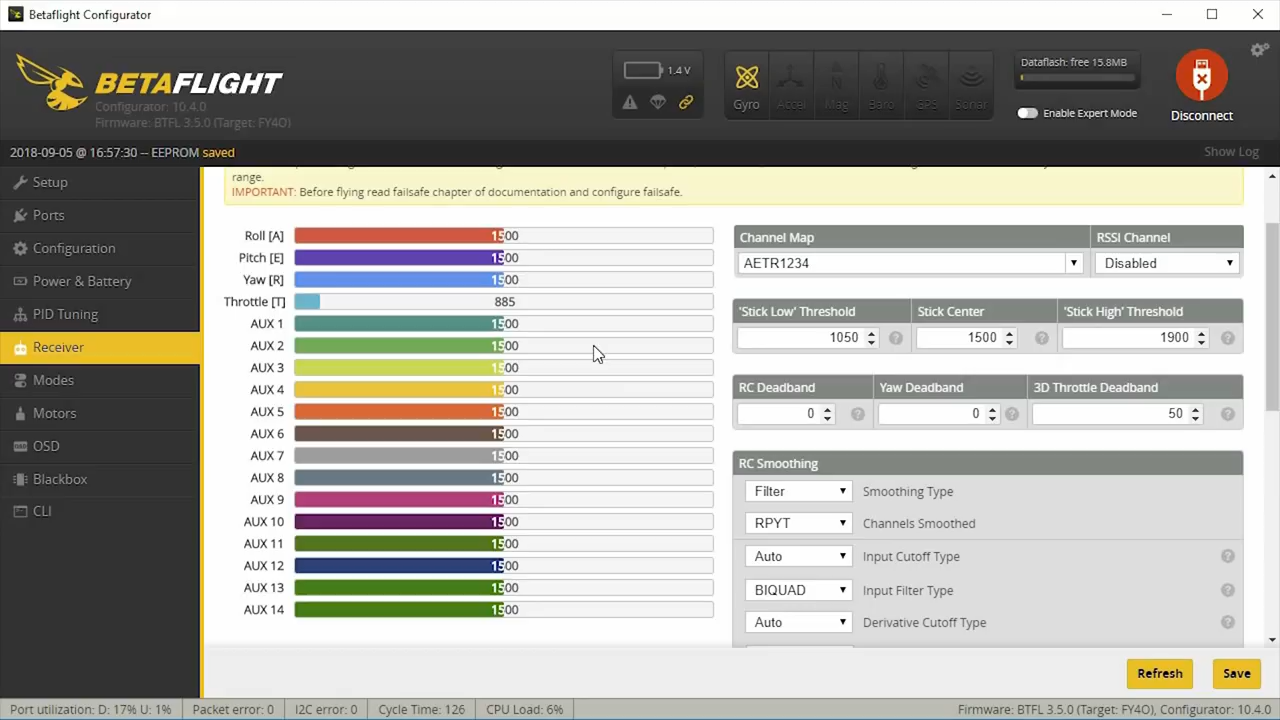 Betaflight Configurator
BETAFLIGHT
Configurator: 10.4.0
Firmware: BTFL 3.5.0 (Target: FY4O)
1.4 V
Gyro
Accel
Mag
Baro
GPS
Sonar
Dataflash: free 15.8MB
Enable Expert Mode
Disconnect
2018-09-05 @ 16:57:30 -- EEPROM saved
Show Log
Setup
Ports
Configuration
Power & Battery
PID Tuning
Receiver
Modes
Motors
OSD
Blackbox
CLI
range.
IMPORTANT: Before flying read failsafe chapter of documentation and configure failsafe.
Roll [A] 1500
Pitch [E] 1500
Yaw [R] 1500
Throttle [T] 885
AUX 1 1500
AUX 2 1500
AUX 3 1500
AUX 4 1500
AUX 5 1500
AUX 6 1500
AUX 7 1500
AUX 8 1500
AUX 9 1500
AUX 10 1500
AUX 11 1500
AUX 12 1500
AUX 13 1500
AUX 14 1500
Channel Map RSSI Channel
AETR1234 Disabled
'Stick Low' Threshold Stick Center 'Stick High' Threshold
1050 ? 1500 ? 1900 ?
RC Deadband Yaw Deadband 3D Throttle Deadband
0 ? 0 ? 50 ?
RC Smoothing
Filter Smoothing Type
RPYT Channels Smoothed
Auto Input Cutoff Type ?
BIQUAD Input Filter Type ?
Auto Derivative Cutoff Type ?
Refresh Save
Port utilization: D: 17% U: 1% Packet error: 0 I2C error: 0 Cycle Time: 126 CPU Load: 6% Firmware: BTFL 3.5.0 (Target: FY4O), Configurator: 10.4.0